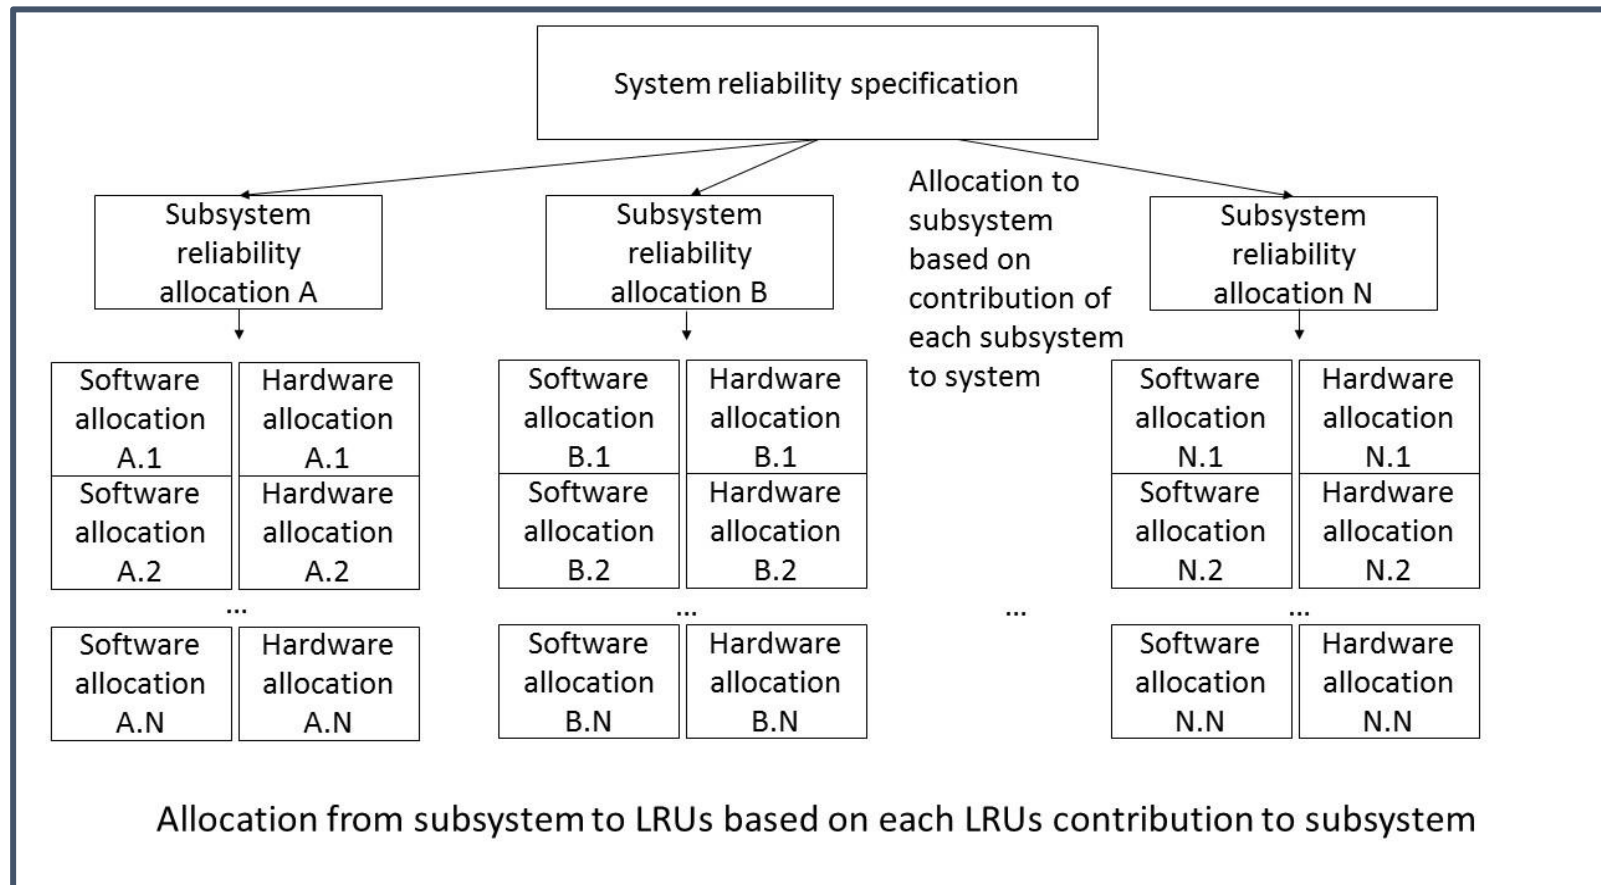 System reliability specification
Subsystem
reliability
allocation A
Subsystem
reliability
allocation B
Allocation to
subsystem
based on
contribution of
each subsystem
to system
Subsystem
reliability
allocation N
Software
allocation
A.1
Hardware
allocation
A.1
Software
allocation
A.2
Hardware
allocation
A.2
...
Software
allocation
A.N
Hardware
allocation
A.N
Software
allocation
B.1
Hardware
allocation
B.1
Software
allocation
B.2
Hardware
allocation
B.2
...
Software
allocation
B.N
Hardware
allocation
B.N
...
Software
allocation
N.1
Hardware
allocation
N.1
Software
allocation
N.2
Hardware
allocation
N.2
...
Software
allocation
N.N
Hardware
allocation
N.N
Allocation from subsystem to LRUs based on each LRUs contribution to subsystem